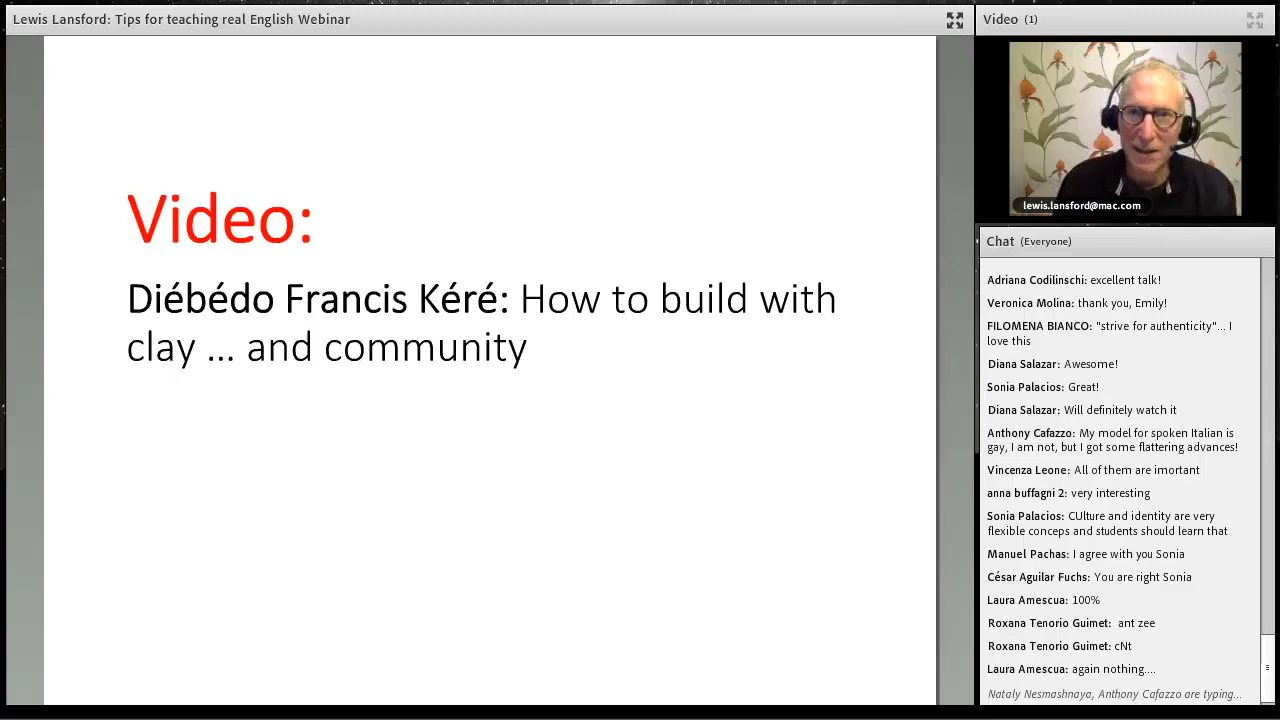 Lewis Lansford: Tips for teaching real English Webinar
Video:
Diébédo Francis Kéré: How to build with
clay ... and community
Video (1)
lewis.lansford@mac.com
Chat (Everyone)
Adriana Codilinschi: excellent talk!
Veronica Molina: thank you, Emily!
FILOMENA BIANCO: "strive for authenticity"... I
love this
Diana Salazar: Awesome!
Sonia Palacios: Great!
Diana Salazar: Will definitely watch it
Anthony Cafazzo: My model for spoken Italian is
gay, I am not, but I got some flattering advances!
Vincenza Leone: All of them are imortant
anna buffagni 2: very interesting
Sonia Palacios: CUlture and identity are very
flexible conceps and students should learn that
Manuel Pachas: I agree with you Sonia
César Aguilar Fuchs: You are right Sonia
Laura Amescua: 100%
Roxana Tenorio Guimet: ant zee
Roxana Tenorio Guimet: cNt
Laura Amescua: again nothing....
Nataly Nesmashnaya, Anthony Cafazzo are typing...